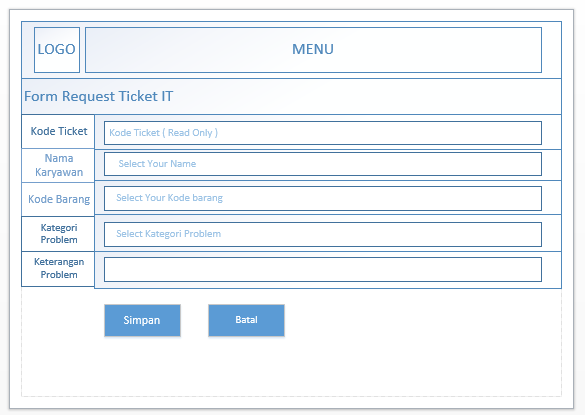 LOGO MENU
Form Request Ticket IT
Kode Ticket Kode Ticket ( Read Only )
Nama
Karyawan
Select Your Name
Kode Barang Select Your Kode barang
Kategori
Problem
Select Kategori Problem
Keterangan
Problem
Simpan Batal